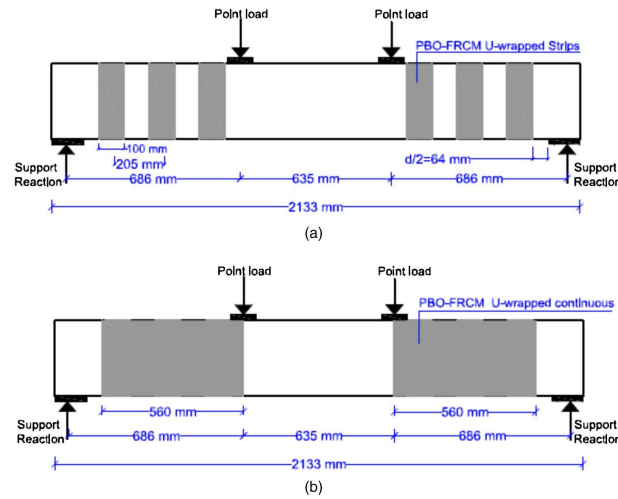 Point load
Point load
PBO-FRCM U-wrapped Strips
100 mm
205 mm
d/2=64 mm
Support
Reaction
686 mm
635 mm
686 mm
Support
Reaction
2133 mm
(a)
Point load
Point load
PBO-FRCM U-wrapped continuous
560 mm
560 mm
Support
Reaction
686 mm
635 mm
686 mm
Support
Reaction
2133 mm
(b)